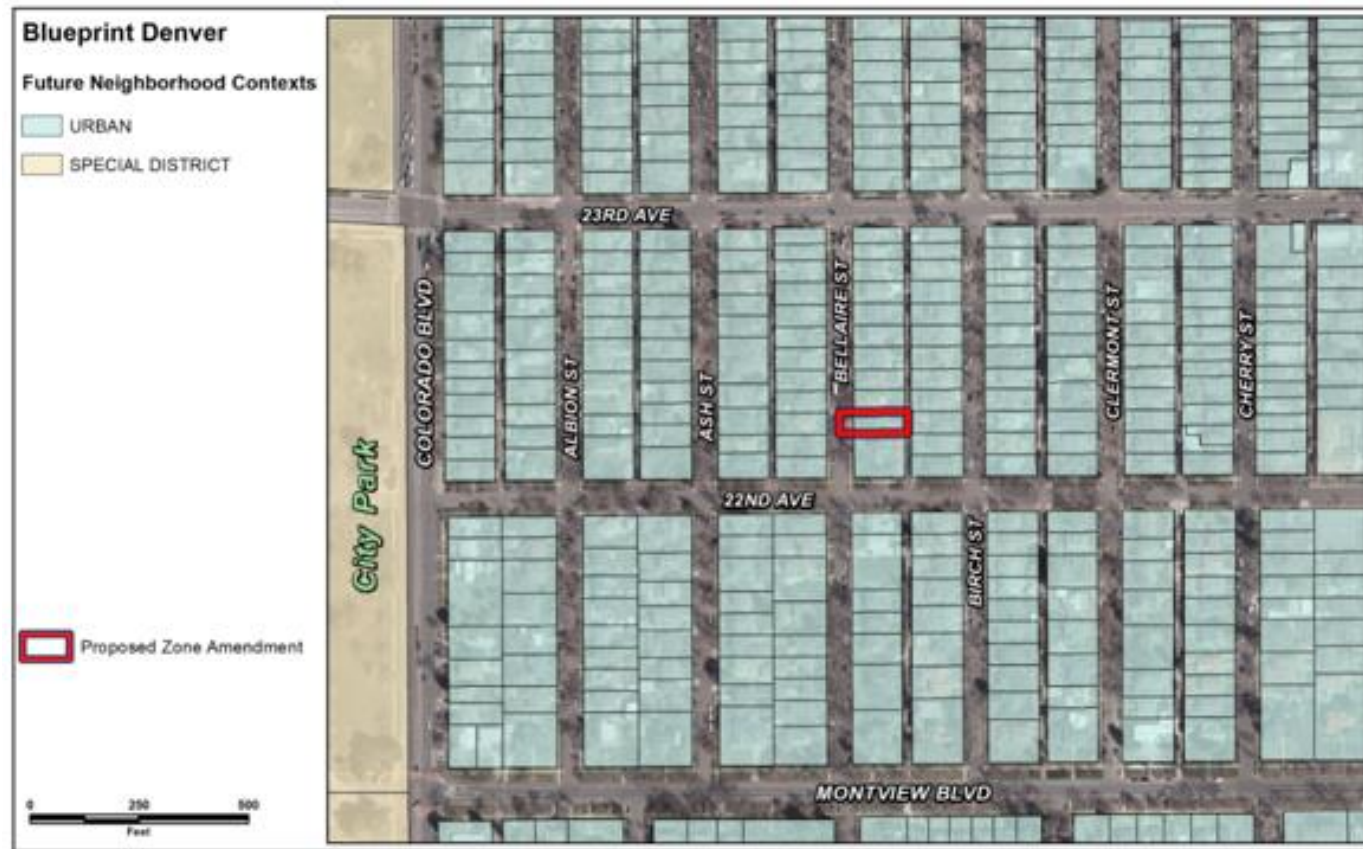 Blueprint Denver
Future Neighborhood Contexts
URBAN
SPECIAL DISTRICT
23RD AVE
COLORADO BLVD
ALBION ST
ASH ST
BELLAIRE ST
CLERMONT ST
CHERRY ST
City Park
22ND AVE
BIRCH ST
Proposed Zone Amendment
MONTVIEW BLVD
0 250 500
Feet